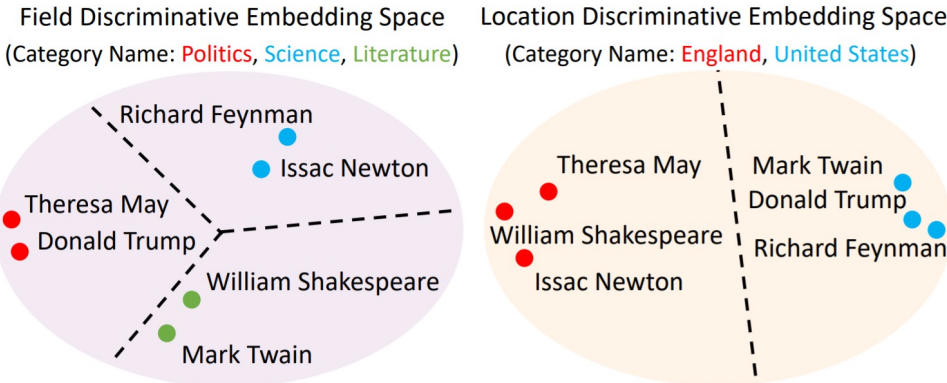 Field Discriminative Embedding Space
(Category Name: Politics, Science, Literature)
Richard Feynman
Issac Newton
Theresa May
Donald Trump
William Shakespeare
Mark Twain
Location Discriminative Embedding Space
(Category Name: England, United States)
Theresa May
William Shakespeare
Issac Newton
Mark Twain
Donald Trump
Richard Feynman